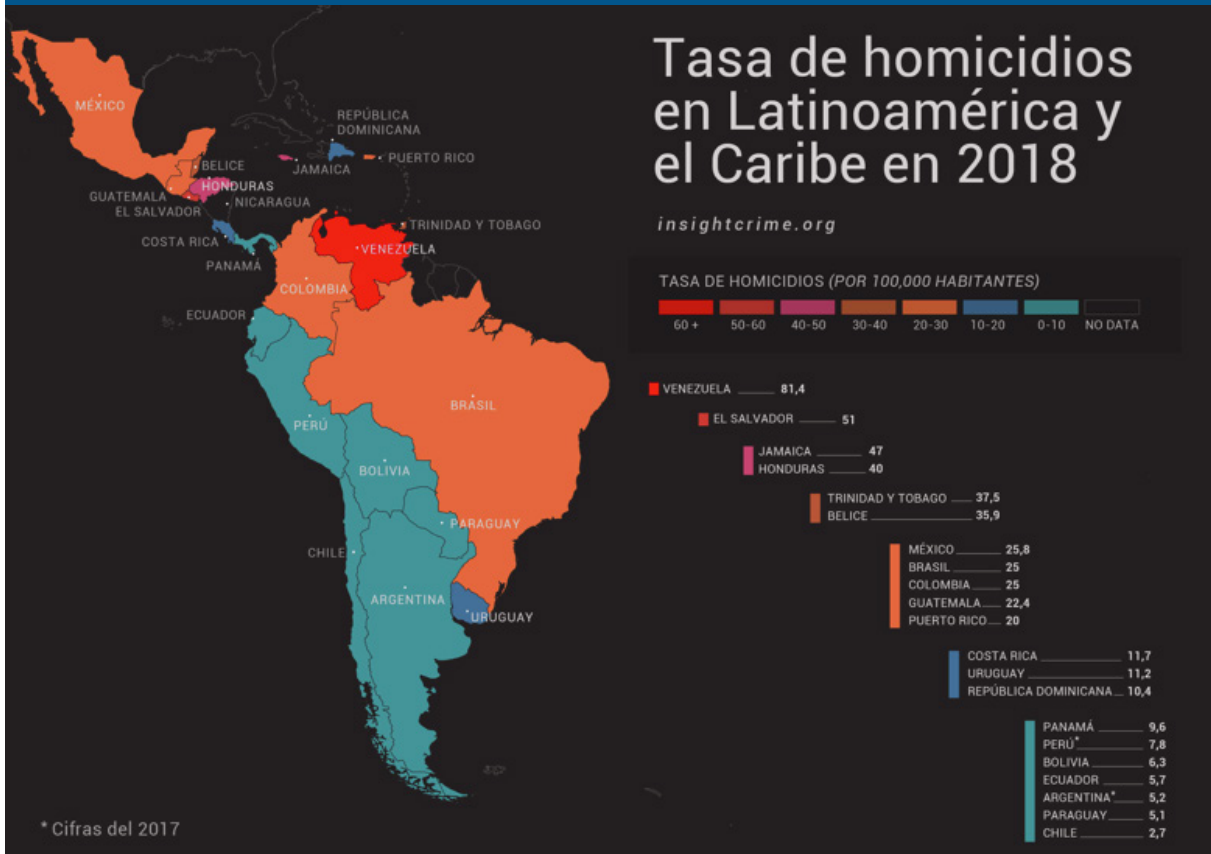 Tasa de homicidios
en Latinoamérica y
el Caribe en 2018
insightcrime.org
TASA DE HOMICIDIOS (POR 100,000 HABITANTES)
60 + 50-60 40-50 30-40 20-30 10-20 0-10 NO DATA
MÉXICO
REPÚBLICA
DOMINICANA
BELICE
JAMAICA
PUERTO RICO
HONDURAS
GUATEMALA
NICARAGUA
EL SALVADOR
TRINIDAD Y TOBAGO
COSTA RICA
VENEZUELA
PANAMÁ
COLOMBIA
ECUADOR
BRASIL
PERÚ
BOLIVIA
PARAGUAY
CHILE
ARGENTINA
URUGUAY
VENEZUELA 81,4
EL SALVADOR 51
JAMAICA 47
HONDURAS 40
TRINIDAD Y TOBAGO 37,5
BELICE 35,9
MÉXICO 25,8
BRASIL 25
COLOMBIA 25
GUATEMALA 22,4
PUERTO RICO 20
COSTA RICA 11,7
URUGUAY 11,2
REPÚBLICA DOMINICANA 10,4
PANAMÁ 9,6
PERÚ* 7,8
BOLIVIA 6,3
ECUADOR 5,7
ARGENTINA* 5,2
PARAGUAY 5,1
CHILE 2,7
* Cifras del 2017